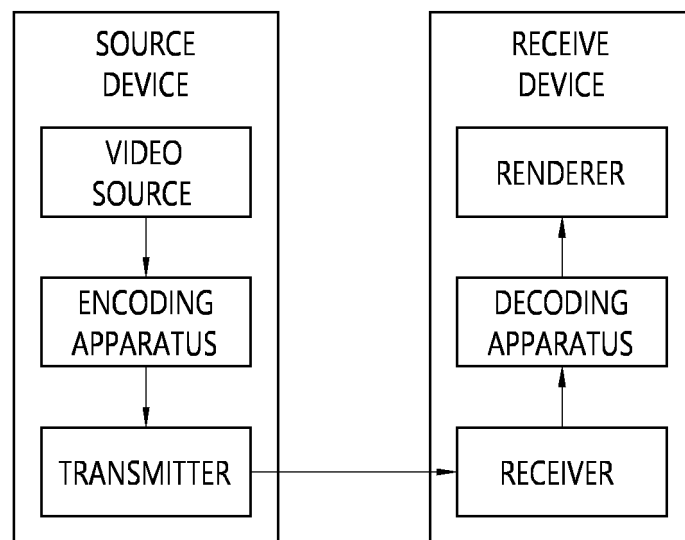 SOURCE
DEVICE
VIDEO
SOURCE
ENCODING
APPARATUS
TRANSMITTER
RECEIVE
DEVICE
RENDERER
DECODING
APPARATUS
RECEIVER